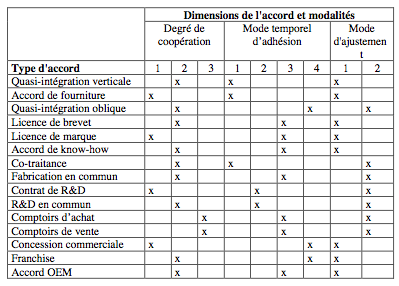 Dimensions de l'accord et modalités
Degré de coopération Mode temporel d'adhésion Mode d'ajustement
Type d'accord 1 2 3 1 2 3 4 1 2
Quasi-intégration verticale x x x
Accord de fourniture x x x
Quasi-intégration oblique x x x
Licence de brevet x x x
Licence de marque x x x
Accord de know-how x x x
Co-traitance x x x
Fabrication en commun x x x
Contrat de R&D x x x
R&D en commun x x x
Comptoirs d'achat x x x
Comptoirs de vente x x x
Concession commerciale x x x
Franchise x x x
Accord OEM x x x